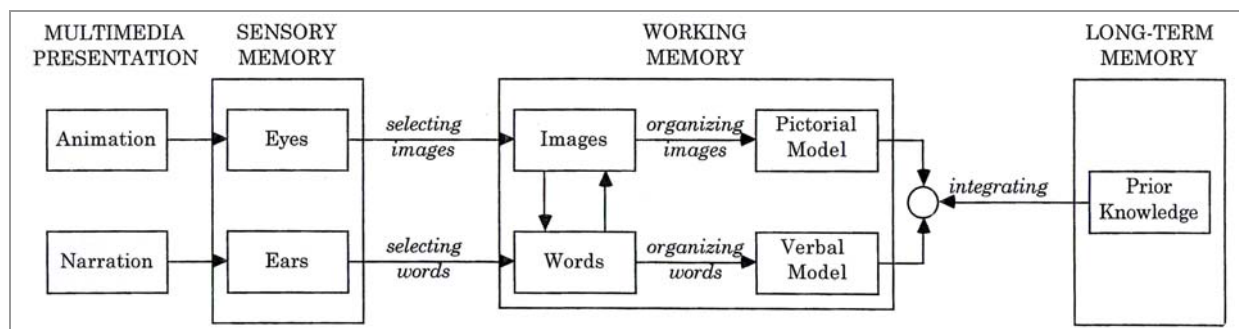 MULTIMEDIA
PRESENTATION
SENSORY
MEMORY
WORKING
MEMORY
LONG-TERM
MEMORY
Animation
Eyes
selecting
images
Images
organizing
images
Pictorial
Model
integrating
Prior
Knowledge
Narration
Ears
selecting
words
Words
organizing
words
Verbal
Model